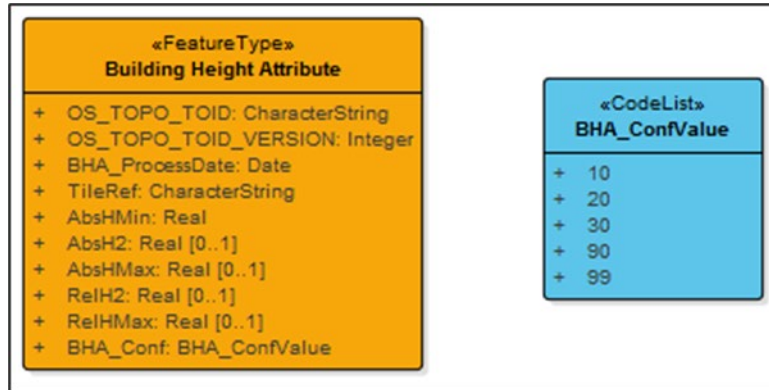 «FeatureType»
Building Height Attribute
+ OS_TOPO_TOID: CharacterString
+ OS_TOPO_TOID_VERSION: Integer
+ BHA_ProcessDate: Date
+ TileRef: CharacterString
+ AbsHMin: Real
+ AbsH2: Real [0..1]
+ AbsHMax: Real [0..1]
+ RelH2: Real [0..1]
+ RelHMax: Real [0..1]
+ BHA_Conf: BHA_ConfValue
«CodeList»
BHA_ConfValue
+ 10
+ 20
+ 30
+ 90
+ 99